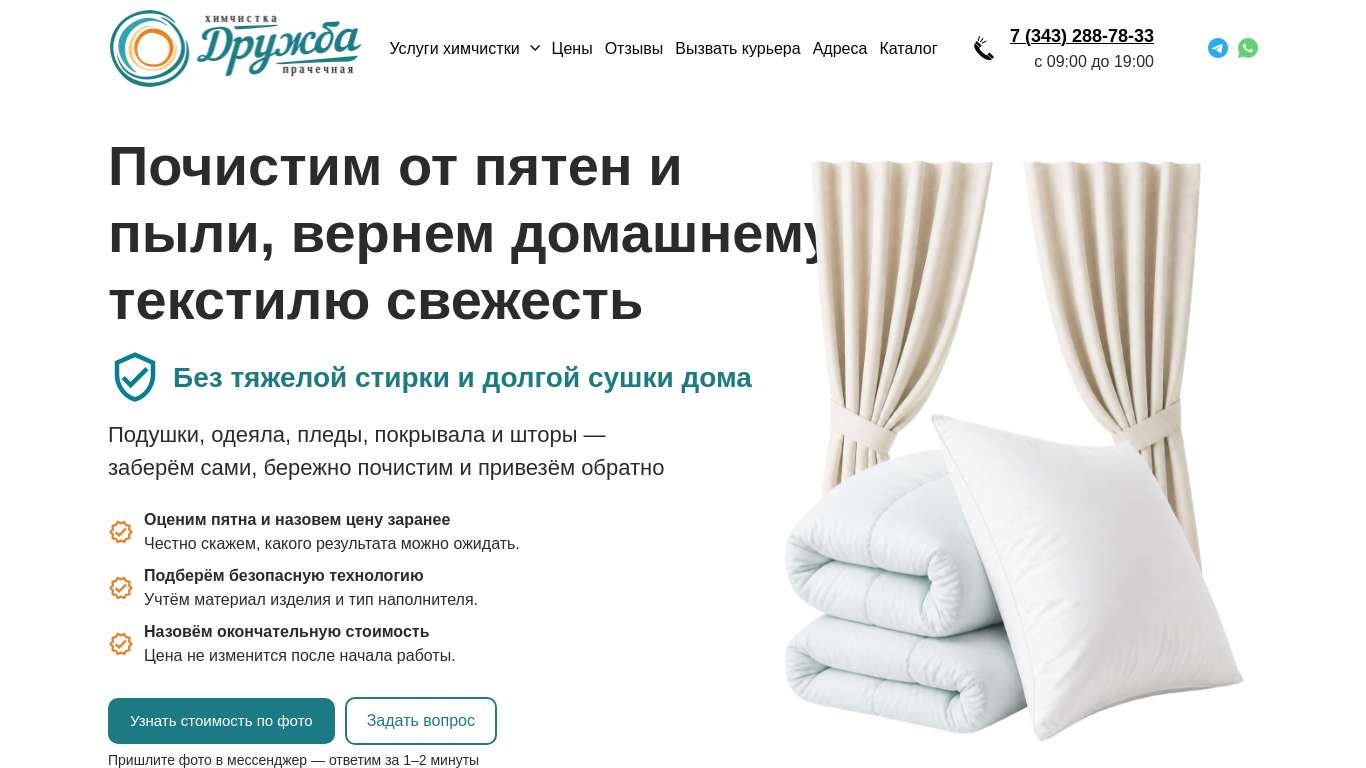 химчистка
Дружба
прачечная
Услуги химчистки
Цены
Отзывы
Вызвать курьера
Адреса
Каталог
7 (343) 288-78-33
с 09:00 до 19:00
Почистим от пятен и
пыли, вернем домашнему
текстилю свежесть
Без тяжелой стирки и долгой сушки дома
Подушки, одеяла, пледы, покрывала и шторы —
заберём сами, бережно почистим и привезём обратно
Оценим пятна и назовем цену заранее
Честно скажем, какого результата можно ожидать.
Подберём безопасную технологию
Учтём материал изделия и тип наполнителя.
Назовём окончательную стоимость
Цена не изменится после начала работы.
Узнать стоимость по фото
Задать вопрос
Пришлите фото в мессенджер — ответим за 1–2 минуты